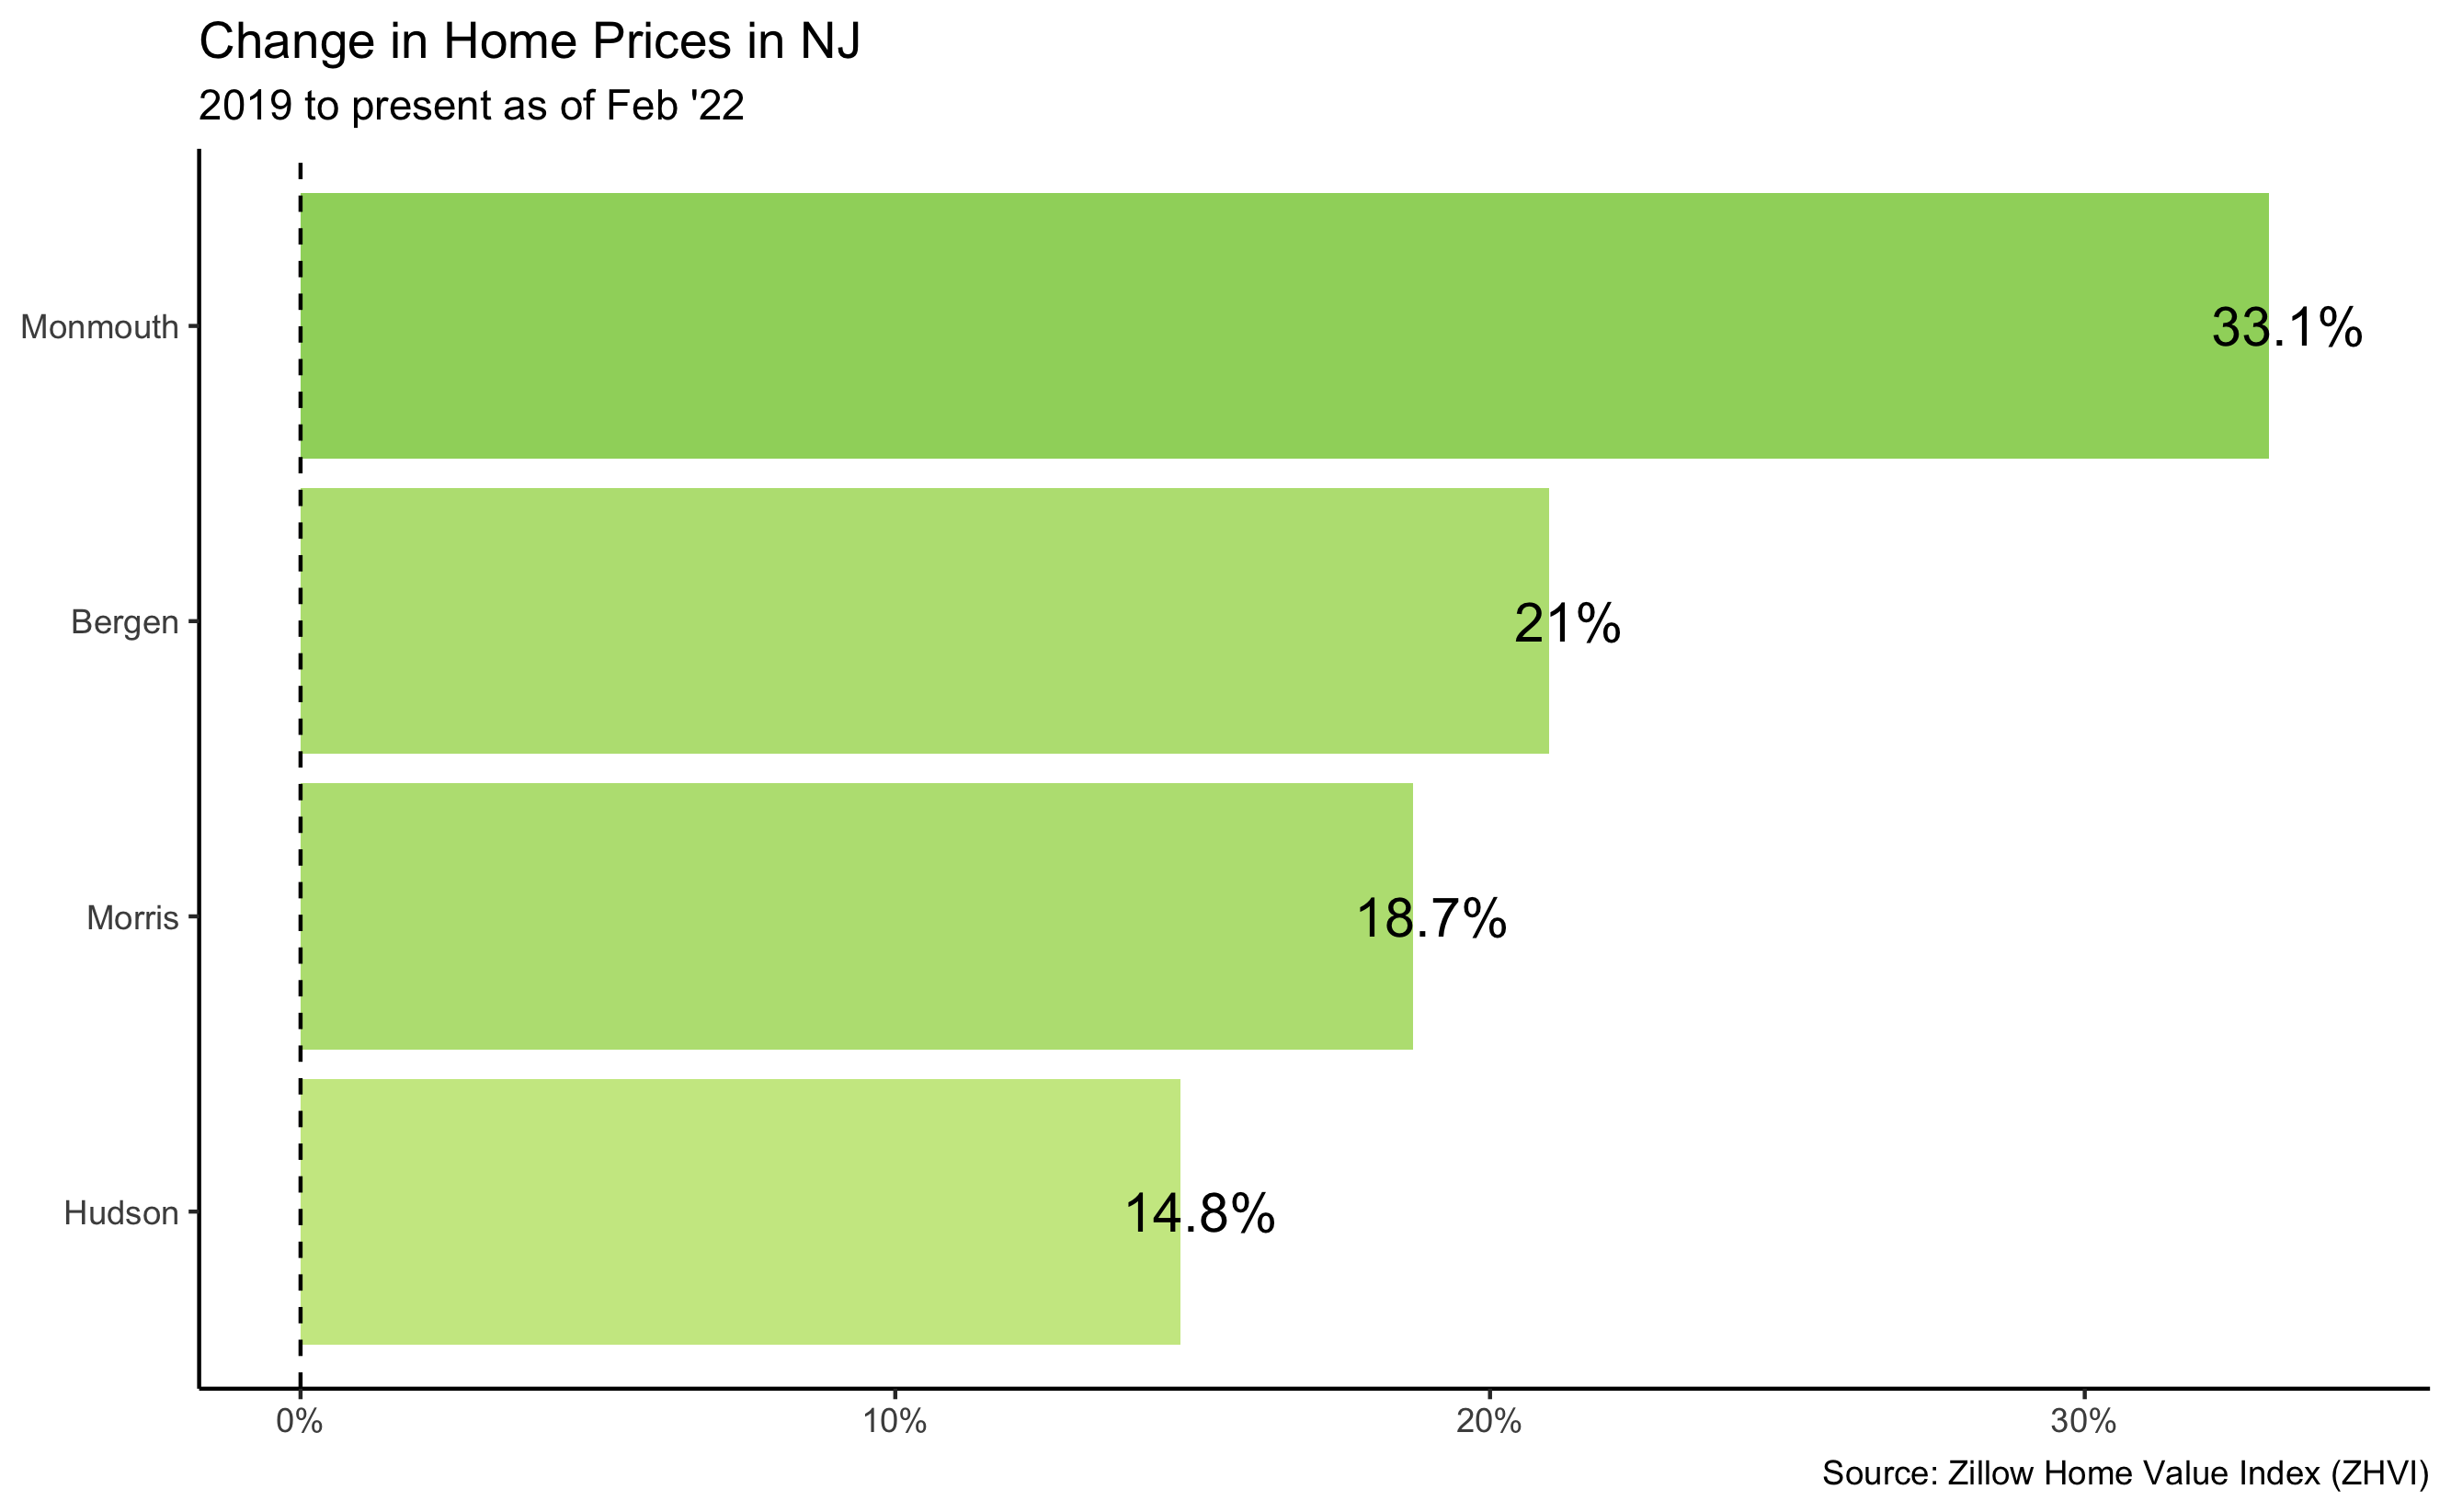 Change in Home Prices in NJ
2019 to present as of Feb '22
Monmouth
33.1%
Bergen
21%
Morris
18.7%
Hudson
14.8%
0%
10%
20%
30%
Source: Zillow Home Value Index (ZHVI)